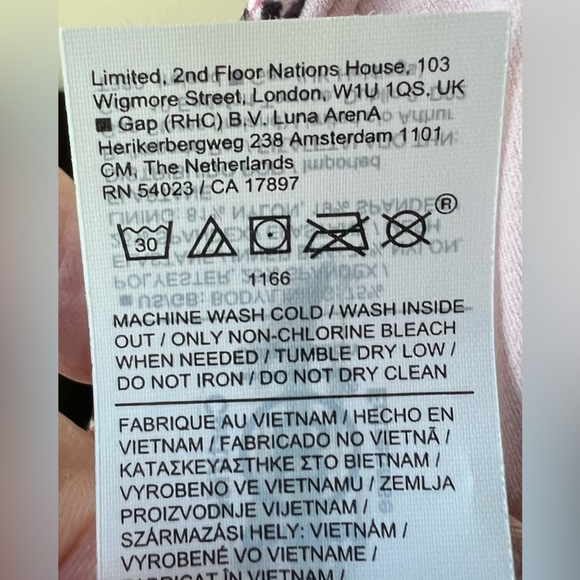 Limited, 2nd Floor Nations House, 103
Wigmore Street, London, W1U 1QS, UK
Gap (RHC) B.V. Luna ArenA
Herikerbergweg 238 Amsterdam 1101
CM, The Netherlands
RN 54023 / CA 17897
30 ®
1166
MACHINE WASH COLD / WASH INSIDE
OUT / ONLY NON-CHLORINE BLEACH
WHEN NEEDED / TUMBLE DRY LOW /
DO NOT IRON / DO NOT DRY CLEAN
FABRIQUE AU VIETNAM / HECHO EN
VIETNAM / FABRICADO NO VIETNÃ /
ΚΑΤΑΣΚΕΥΑΣΤΗΚΕ ΣΤΟ ΒΙΕΤΝΑΜ /
VYROBENO VE VIETNAMU / ZEMLJA
PROIZVODNJE VIJETNAM /
SZÁRMAZÁSI HELY: VIETNÁM /
VYROBENÉ VO VIETNAME /
FABRICAT ÎN VIETNAM /